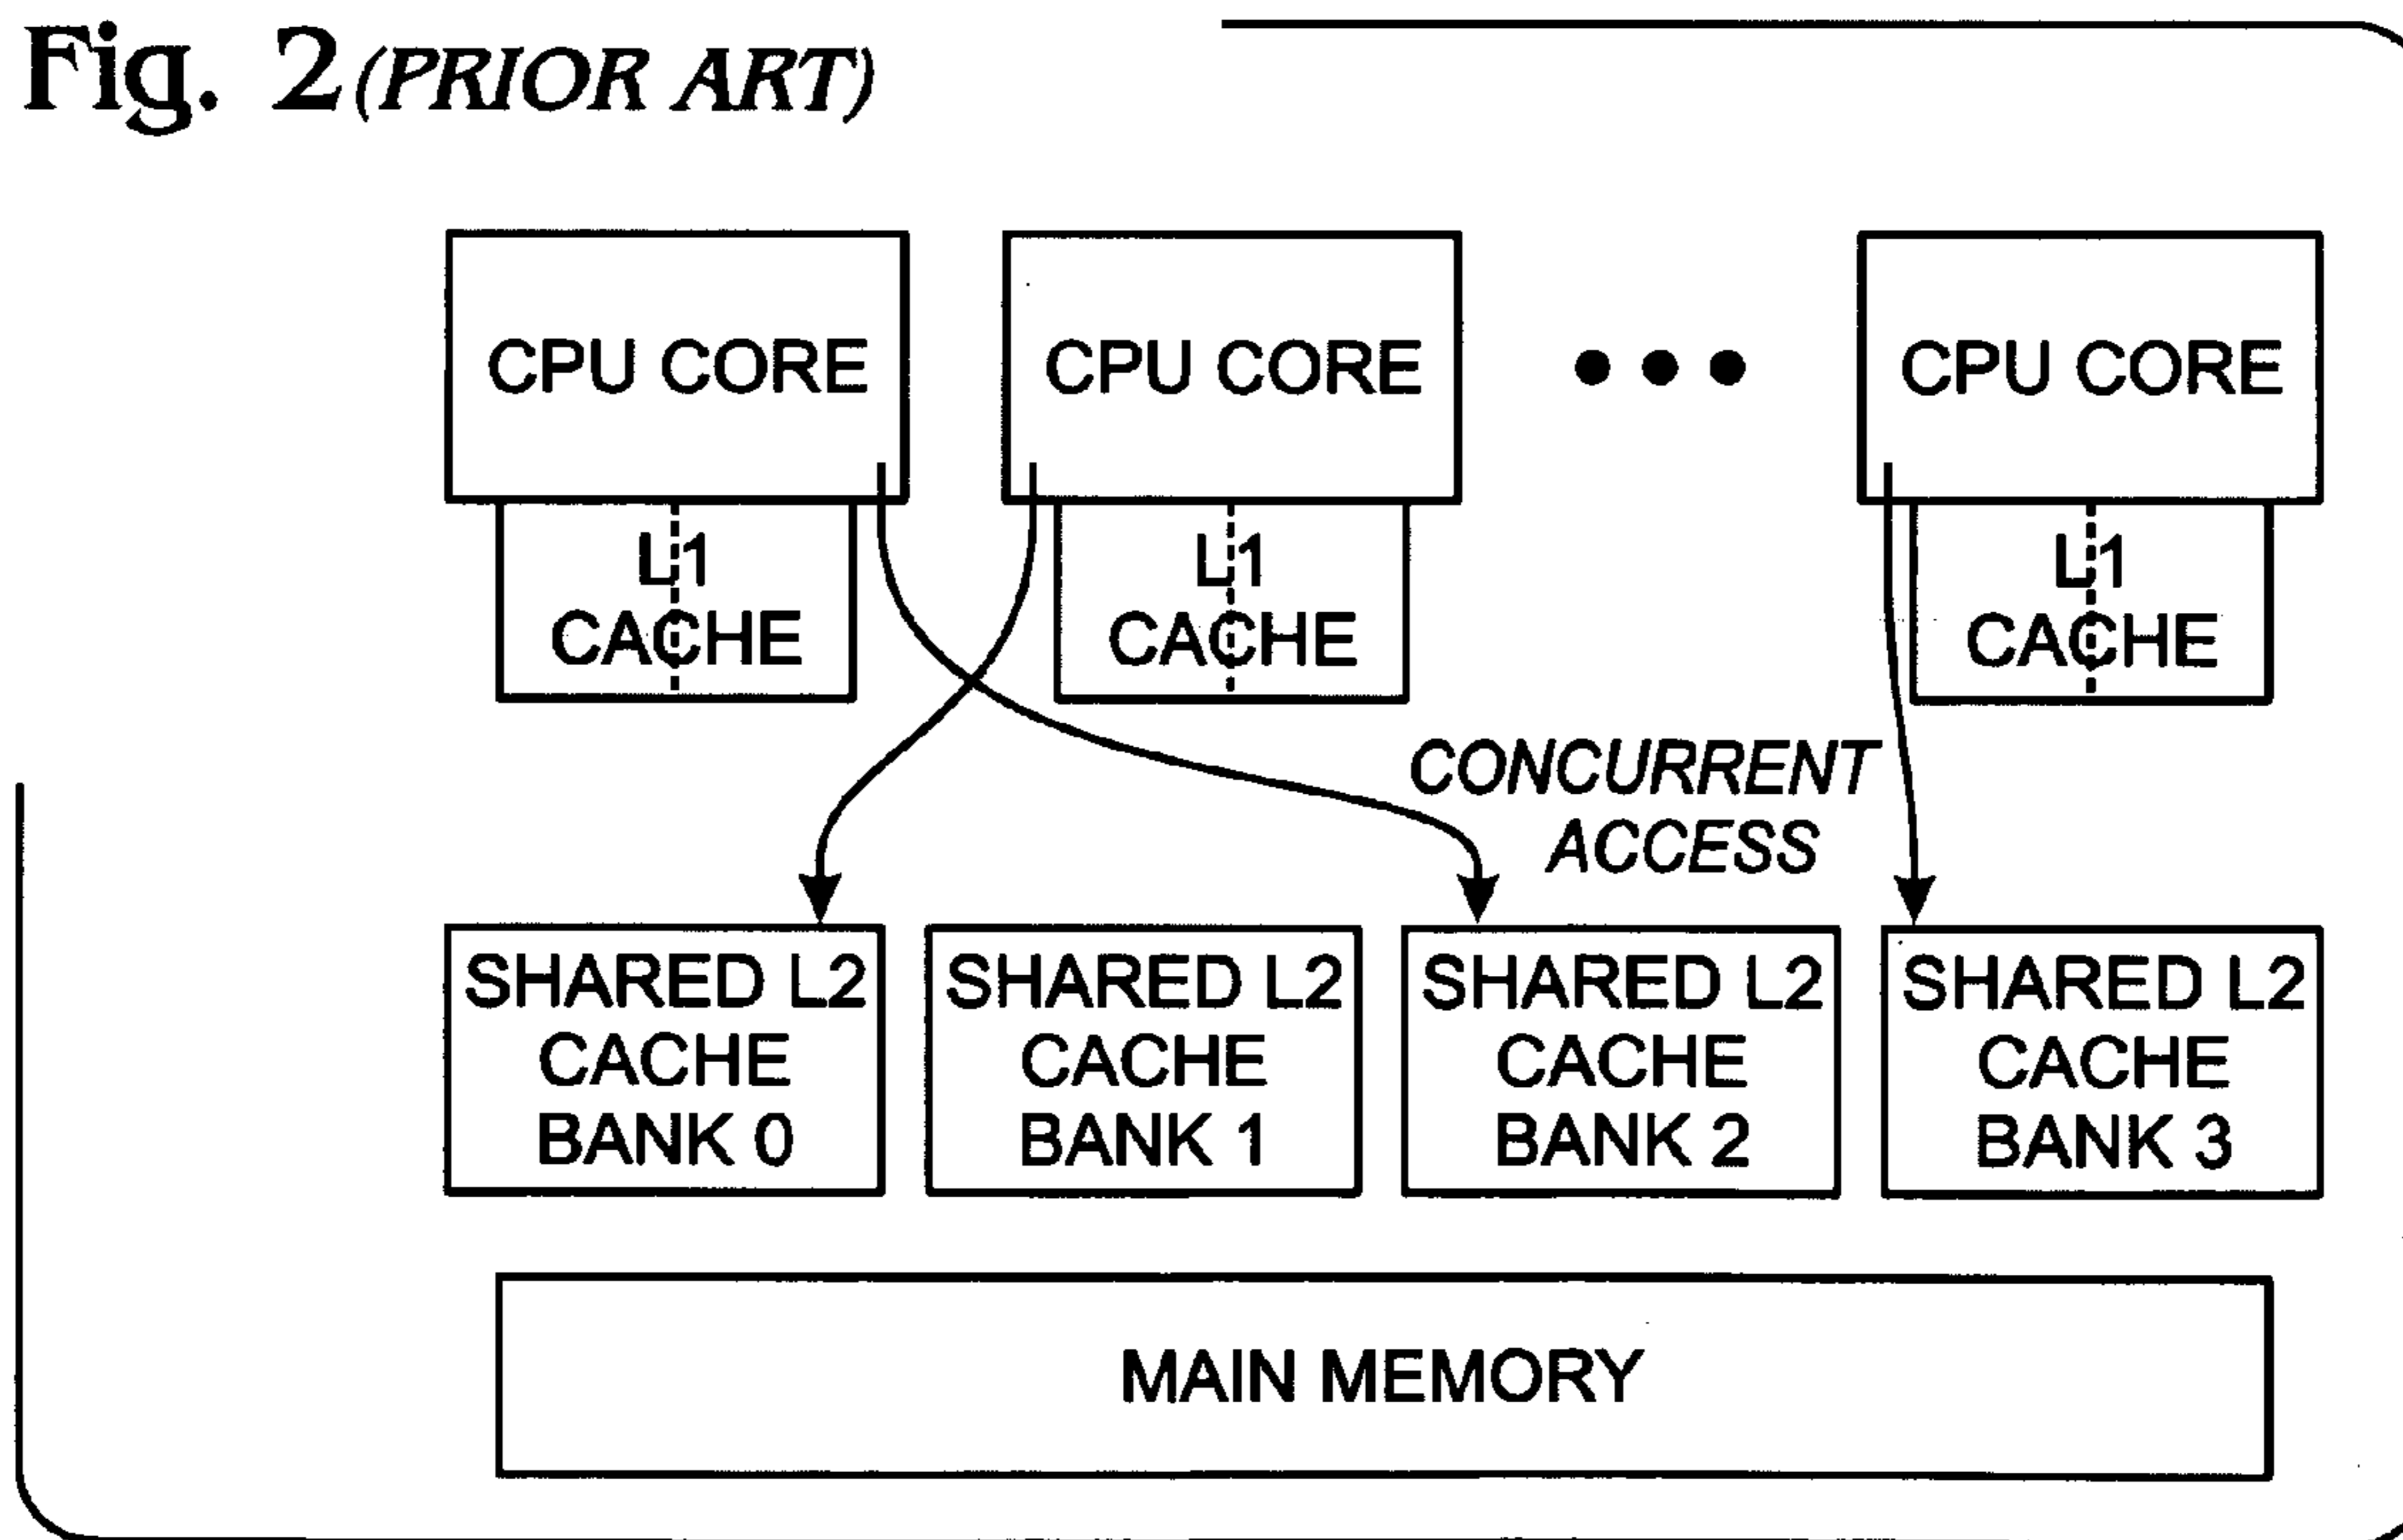 Fig. 2 (PRIOR ART)
CPU CORE
CPU CORE
CPU CORE
L1
CACHE
L1
CACHE
L1
CACHE
CONCURRENT
ACCESS
SHARED L2
CACHE
BANK 0
SHARED L2
CACHE
BANK 1
SHARED L2
CACHE
BANK 2
SHARED L2
CACHE
BANK 3
MAIN MEMORY